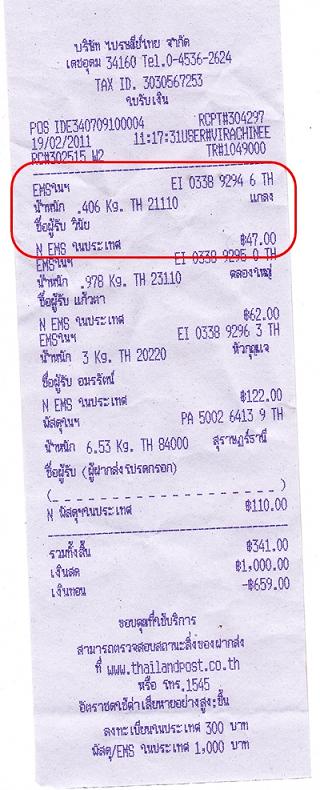 บริษัท ไปรษณีย์ไทย จำกัด
เดชอุดม 34160 Tel.0-4536-2624
TAX ID. 3030567253
ใบรับเงิน
POS IDE340709100004 RCPT#304297
19/02/2011 11:17:31USER#VIRACHINEE
RC#302515 W2 TR#1049000
EMSในฯ EI 0338 9294 6 TH
น้ำหนัก .406 Kg. TH 21110 แกลง
ชื่อผู้รับ วินัย
N EMS ในประเทศ ฿47.00
EMSในฯ EI 0338 9295 0 TH
น้ำหนัก .978 Kg. TH 23110 คลองใหญ่
ชื่อผู้รับ แก้วตา
N EMS ในประเทศ ฿62.00
EMSในฯ EI 0338 9296 3 TH
น้ำหนัก 3 Kg. TH 20220 หัวกุญแจ
ชื่อผู้รับ อมรรัตน์
N EMS ในประเทศ ฿122.00
พัสดุในฯ PA 5002 6413 9 TH
น้ำหนัก 6.53 Kg. TH 84000 สุราษฎร์ธานี
ชื่อผู้รับ (ผู้ฝากส่งโปรดกรอก)
(_ _ _ _ _ _ _ _ _ _ _ _ _ _ _ _ _ _)
N พัสดุฯในประเทศ ฿110.00
รวมทั้งสิ้น ฿341.00
เงินสด ฿1,000.00
เงินทอน -฿659.00
ขอบคุณที่ใช้บริการ
สามารถตรวจสอบสถานะสิ่งของฝากส่ง
ที่ www.thailandpost.co.th
หรือ โทร.1545
อัตราชดใช้ค่าเสียหายอย่างสูง:ชิ้น
ลงทะเบียนในประเทศ 300 บาท
พัสดุ/EMS ในประเทศ 1,000 บาท